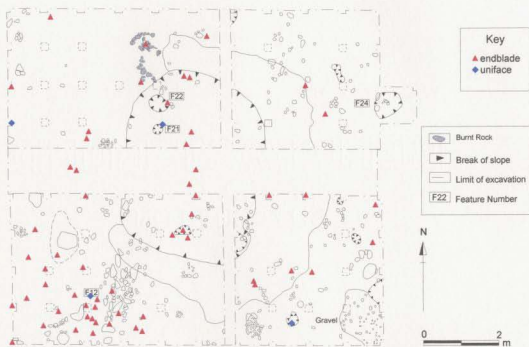 Key
endblade
uniface
Burnt Rock
Break of slope
Limit of excavation
F22 Feature Number
F22
F21
F24
F12
N
Gravel
0 2
m